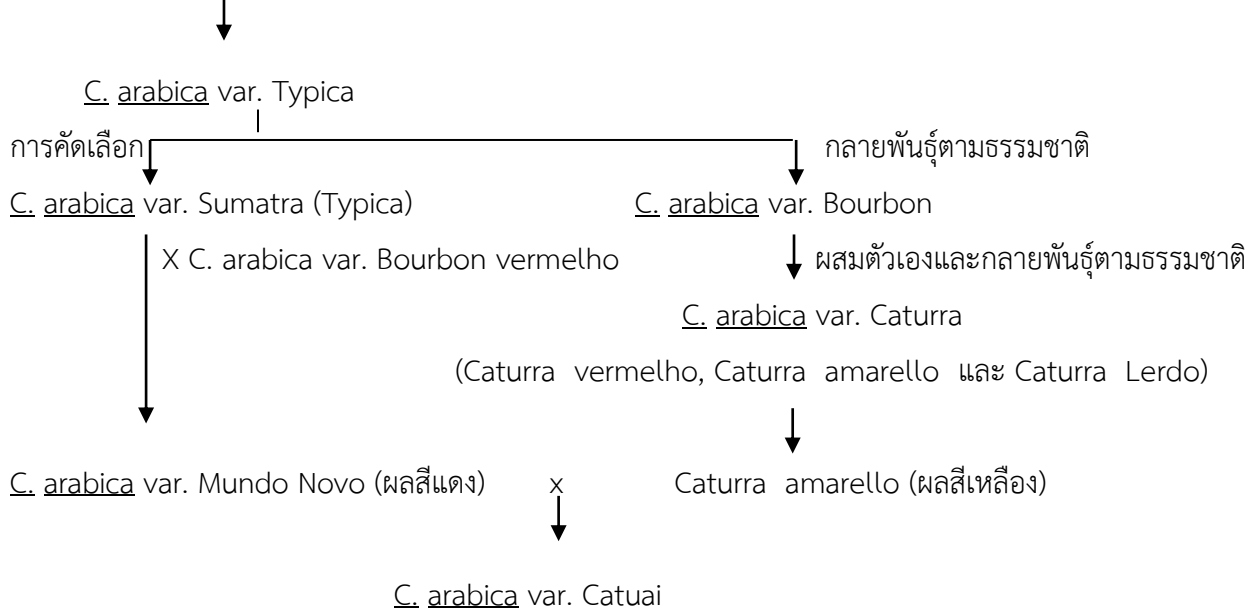 C. arabica var. Typica
การคัดเลือก กลายพันธุ์ตามธรรมชาติ
C. arabica var. Sumatra (Typica) C. arabica var. Bourbon
X C. arabica var. Bourbon vermelho ผสมตัวเองและกลายพันธุ์ตามธรรมชาติ
C. arabica var. Caturra
(Caturra vermelho, Caturra amarello และ Caturra Lerdo)
C. arabica var. Mundo Novo (ผลสีแดง) x Caturra amarello (ผลสีเหลือง)
C. arabica var. Catuai